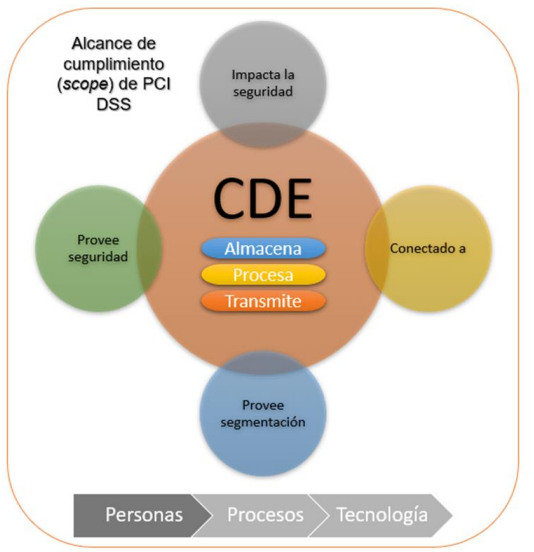 Alcance de
cumplimiento
(scope) de PCI
DSS
Impacta la
seguridad
CDE
Almacena
Procesa
Transmite
Provee
seguridad
Conectado a
Provee
segmentación
Personas
Procesos
Tecnología